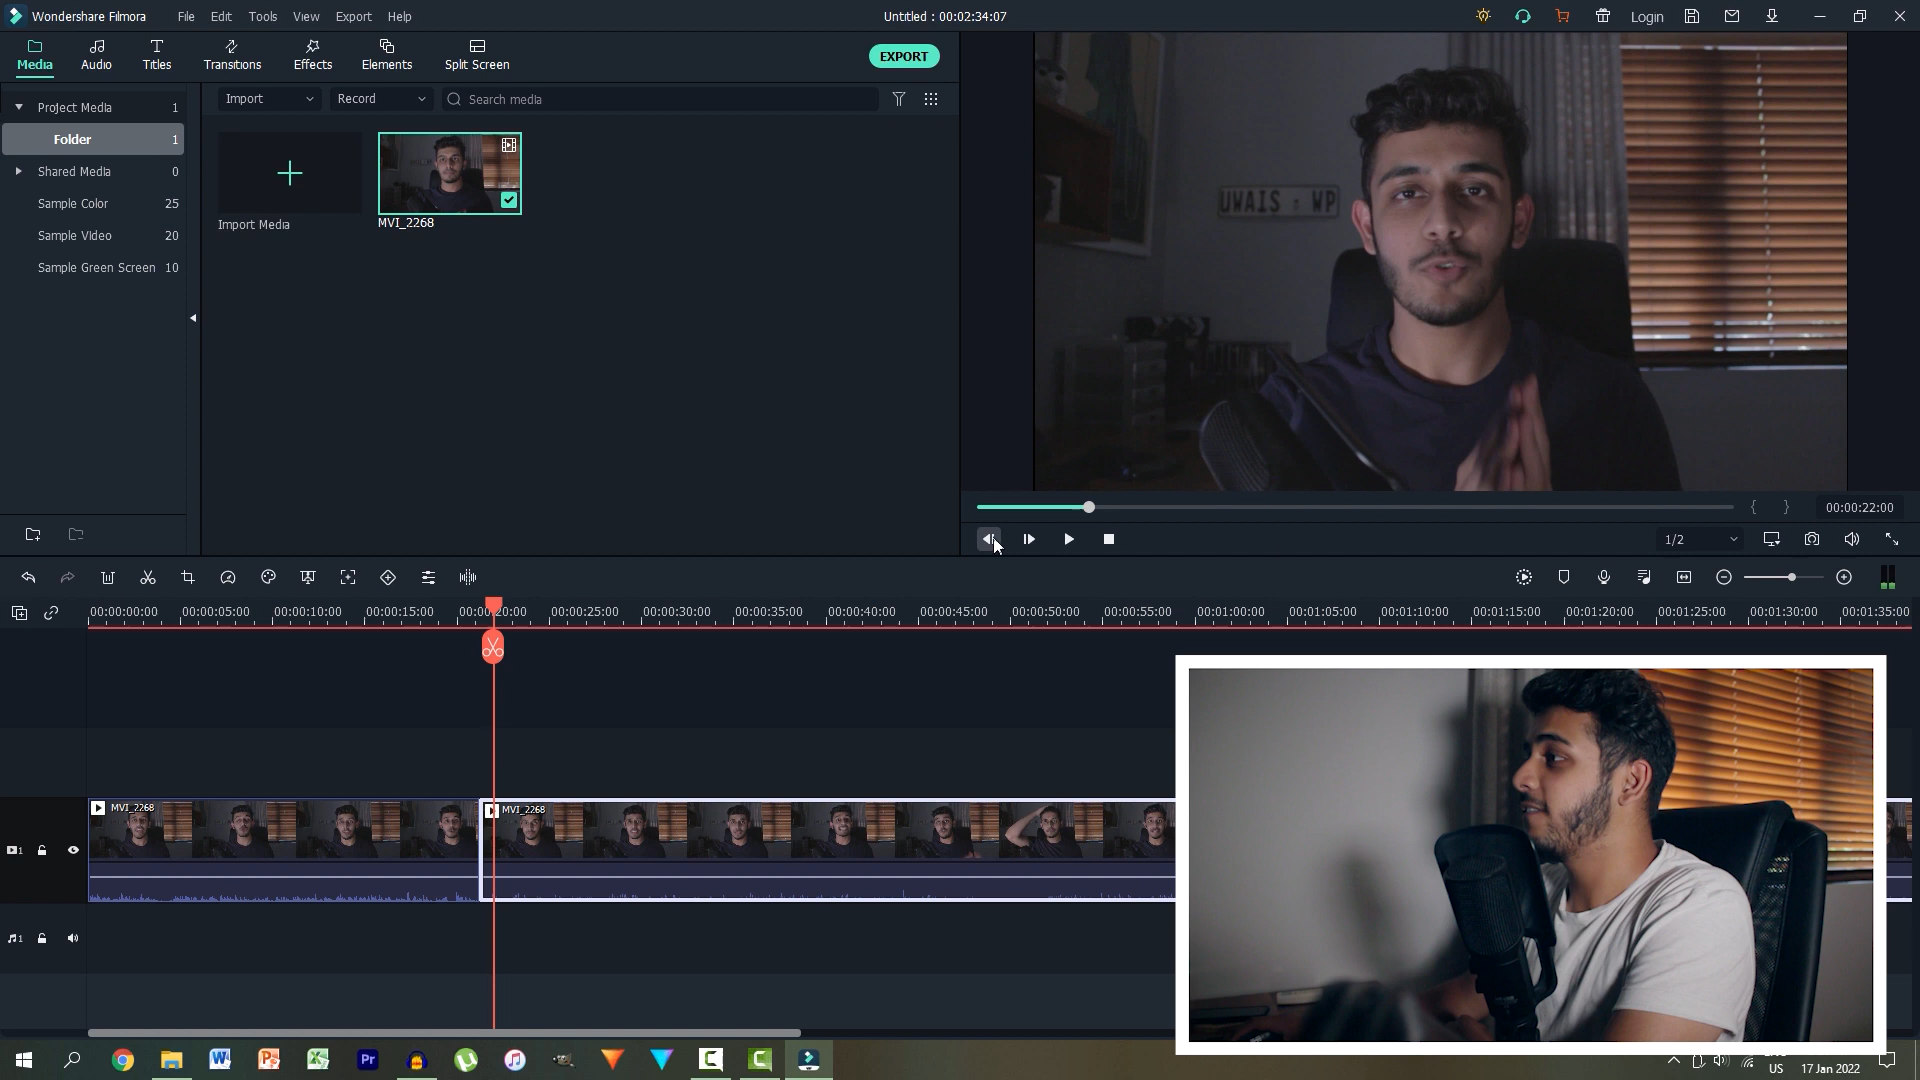 Wondershare Filmora File Edit Tools View Export Help Untitled : 00:02:34:07 Login
Media Audio Titles Transitions Effects Elements Split Screen EXPORT
Project Media 1 Import Record Search media
Folder 1
Shared Media 0
Sample Color 25
Sample Video 20
Sample Green Screen 10
Import Media MVI_2268
UWAIS : WP
00:00:22:00
1/2
00:00:00:00 00:00:05:00 00:00:10:00 00:00:15:00 00:00:20:00 00:00:25:00 00:00:30:00 00:00:35:00 00:00:40:00 00:00:45:00 00:00:50:00 00:00:55:00 00:01:00:00 00:01:05:00 00:01:10:00 00:01:15:00 00:01:20:00 00:01:25:00 00:01:30:00 00:01:35:00
MVI_2268 MVI_2268
1
1
US 17 Jan 2022